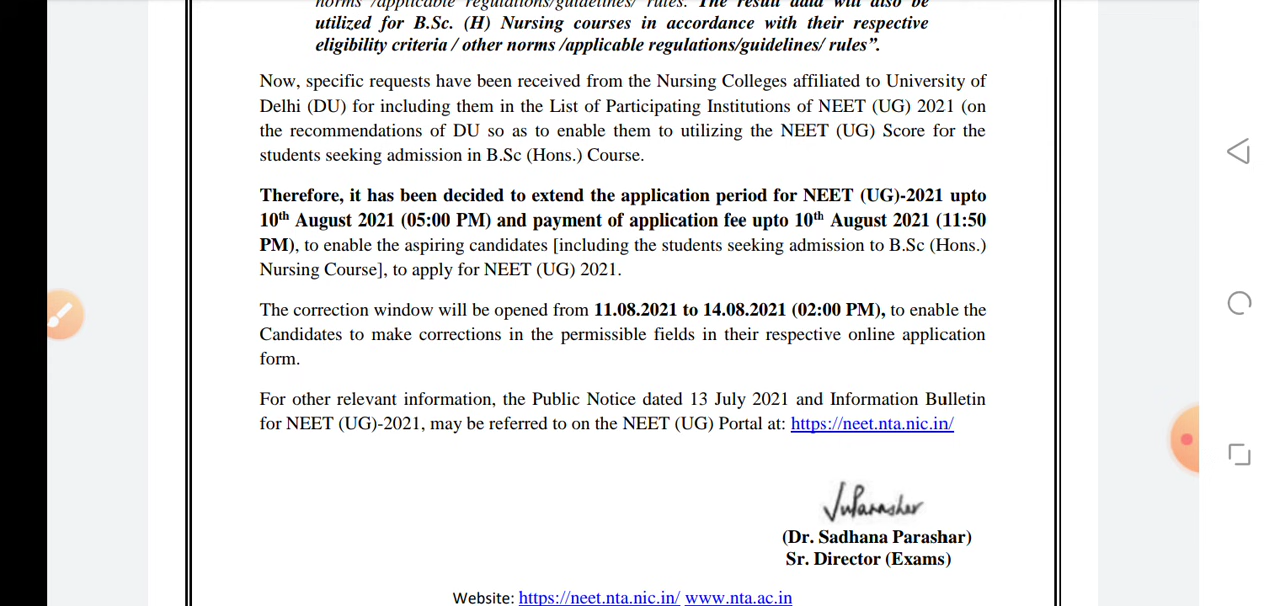 norms /applicable regulations/guidelines/ rules. The result data will also be
utilized for B.Sc. (H) Nursing courses in accordance with their respective
eligibility criteria / other norms /applicable regulations/guidelines/ rules”.
Now, specific requests have been received from the Nursing Colleges affiliated to University of
Delhi (DU) for including them in the List of Participating Institutions of NEET (UG) 2021 (on
the recommendations of DU so as to enable them to utilizing the NEET (UG) Score for the
students seeking admission in B.Sc (Hons.) Course.
Therefore, it has been decided to extend the application period for NEET (UG)-2021 upto
10th August 2021 (05:00 PM) and payment of application fee upto 10th August 2021 (11:50
PM), to enable the aspiring candidates [including the students seeking admission to B.Sc (Hons.)
Nursing Course], to apply for NEET (UG) 2021.
The correction window will be opened from 11.08.2021 to 14.08.2021 (02:00 PM), to enable the
Candidates to make corrections in the permissible fields in their respective online application
form.
For other relevant information, the Public Notice dated 13 July 2021 and Information Bulletin
for NEET (UG)-2021, may be referred to on the NEET (UG) Portal at: https://neet.nta.nic.in/
(Dr. Sadhana Parashar)
Sr. Director (Exams)
Website: https://neet.nta.nic.in/ www.nta.ac.in